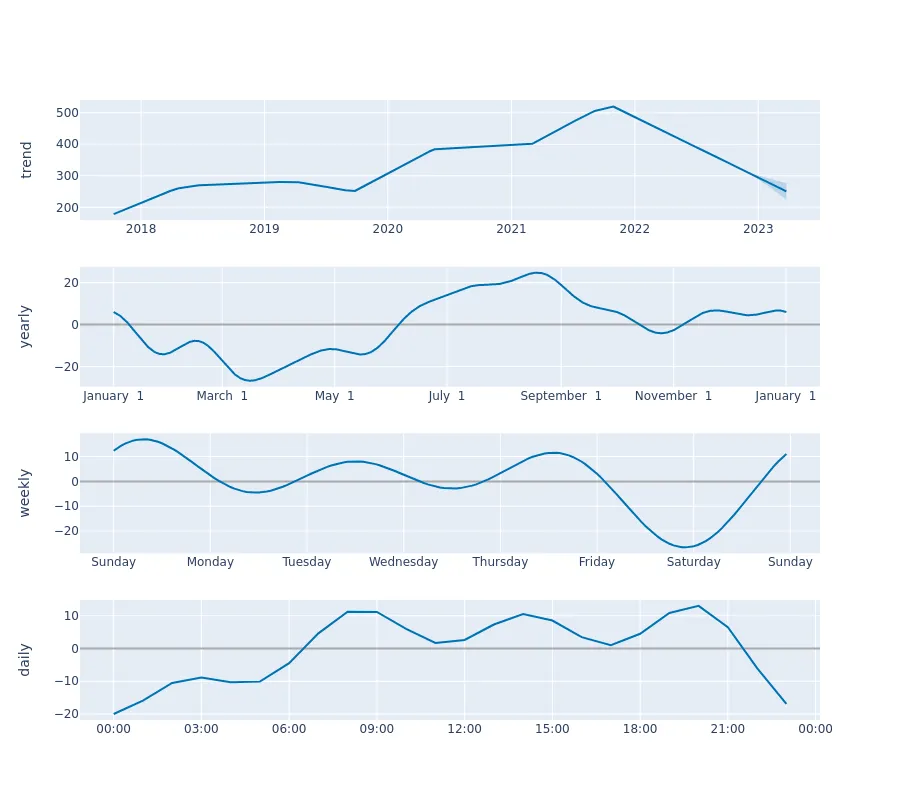 trend
500
400
300
200
2018 2019 2020 2021 2022 2023
yearly
20
0
−20
January 1 March 1 May 1 July 1 September 1 November 1 January 1
weekly
10
0
−10
−20
Sunday Monday Tuesday Wednesday Thursday Friday Saturday Sunday
daily
10
0
−10
−20
00:00 03:00 06:00 09:00 12:00 15:00 18:00 21:00 00:00